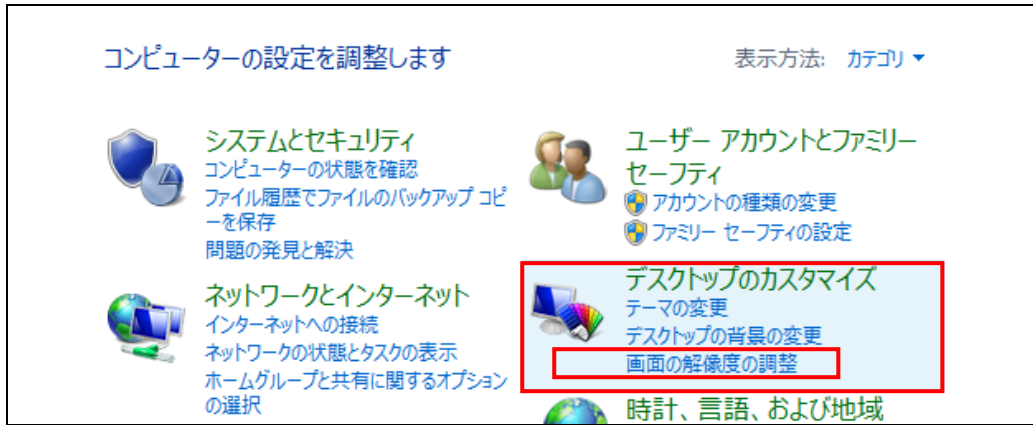 コンピューターの設定を調整します
表示方法: カテゴリ
システムとセキュリティ
コンピューターの状態を確認
ファイル履歴でファイルのバックアップ コピ
ーを保存
問題の発見と解決
ネットワークとインターネット
インターネットへの接続
ネットワークの状態とタスクの表示
ホームグループと共有に関するオプション
の選択
ユーザー アカウントとファミリー
セーフティ
アカウントの種類の変更
ファミリー セーフティの設定
デスクトップのカスタマイズ
テーマの変更
デスクトップの背景の変更
画面の解像度の調整
時計、言語、および地域